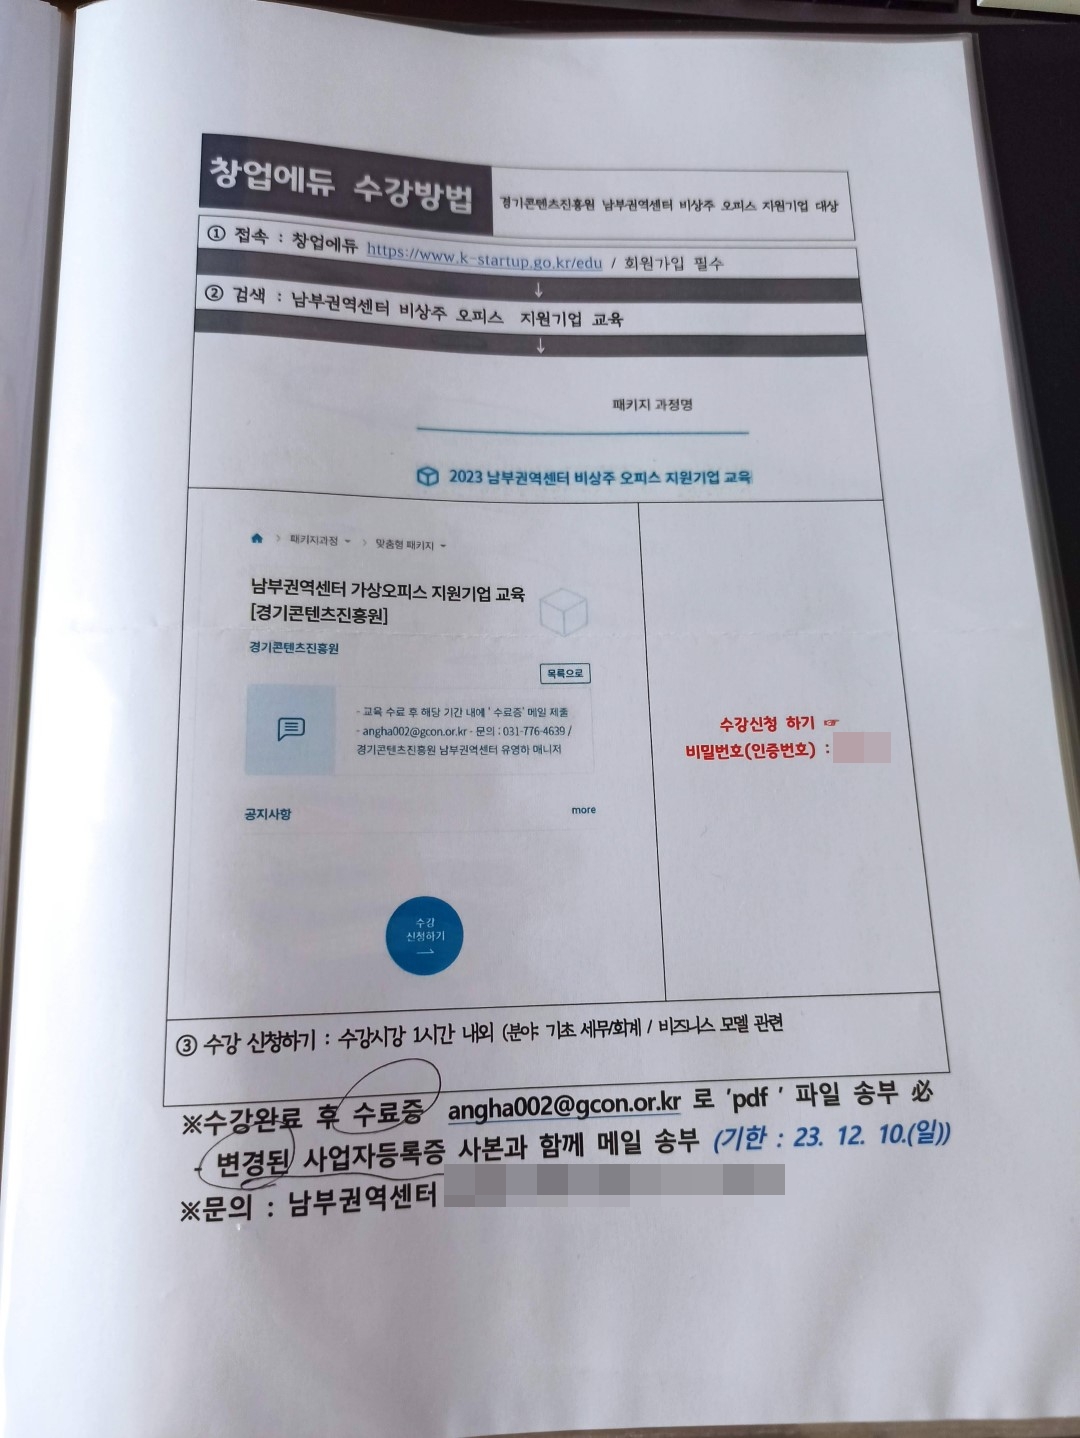 창업에듀 수강방법
경기콘텐츠진흥원 남부권역센터 비상주 오피스 지원기업 대상
① 접속 : 창업에듀 https://www.k-startup.go.kr/edu / 회원가입 필수
↓
② 검색 : 남부권역센터 비상주 오피스 지원기업 교육
↓
패키지 과정명
2023 남부권역센터 비상주 오피스 지원기업 교육
패키지과정 > 맞춤형 패키지
남부권역센터 가상오피스 지원기업 교육
[경기콘텐츠진흥원]
경기콘텐츠진흥원
목록으로
- 교육 수료 후 해당 기간 내에 ' 수료증' 메일 제출
- angha002@gcon.or.kr - 문의 : 031-776-4639 /
경기콘텐츠진흥원 남부권역센터 유영하 매니저
공지사항 more
수강
신청하기
수강신청 하기 ☞
비밀번호(인증번호) :
③ 수강 신청하기 : 수강시강 1시간 내외 (분야: 기초 세무/회계 / 비즈니스 모델 관련
※수강완료 후 수료증 angha002@gcon.or.kr 로 'pdf ' 파일 송부 必
- 변경된 사업자등록증 사본과 함께 메일 송부 (기한 : 23. 12. 10.(일))
※문의 : 남부권역센터